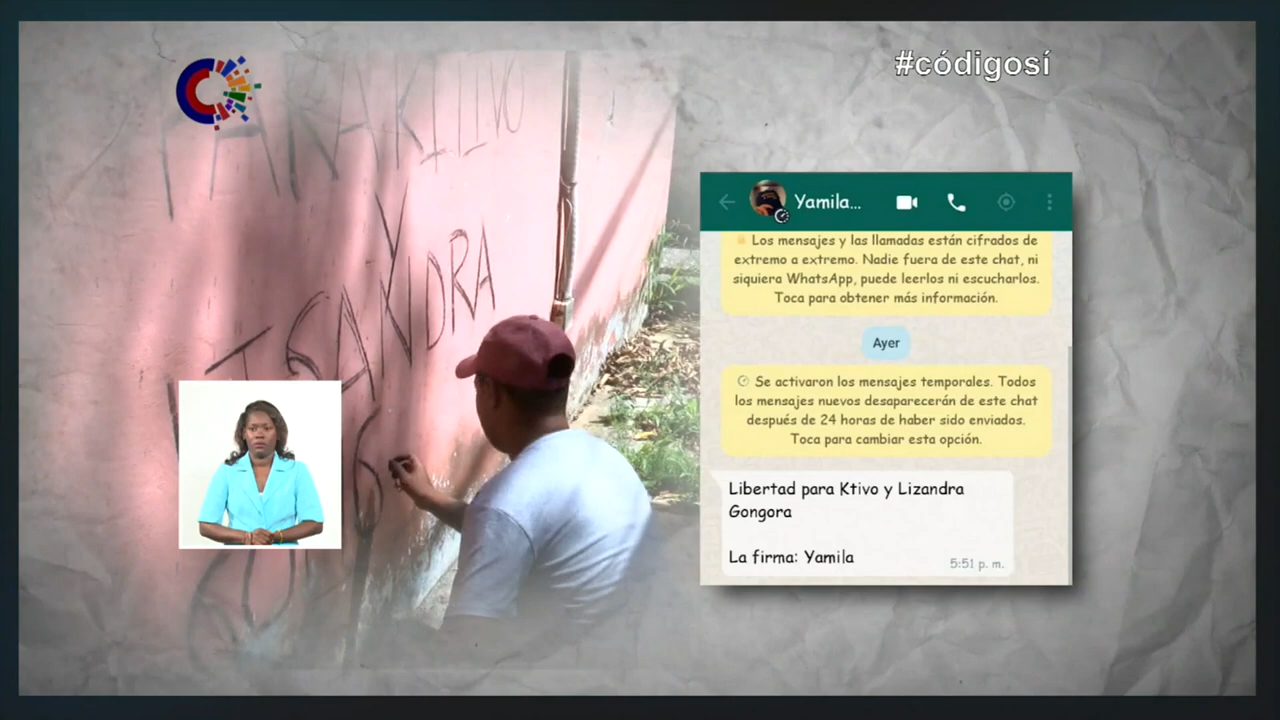 #códigosí
PARA KTIVO
Y
LISANDRA
Yamila...
Los mensajes y las llamadas están cifrados de
extremo a extremo. Nadie fuera de este chat, ni
siquiera WhatsApp, puede leerlos ni escucharlos.
Toca para obtener más información.
Ayer
Se activaron los mensajes temporales. Todos
los mensajes nuevos desaparecerán de este chat
después de 24 horas de haber sido enviados.
Toca para cambiar esta opción.
Libertad para Ktivo y Lizandra
Gongora
La firma: Yamila
5:51 p. m.